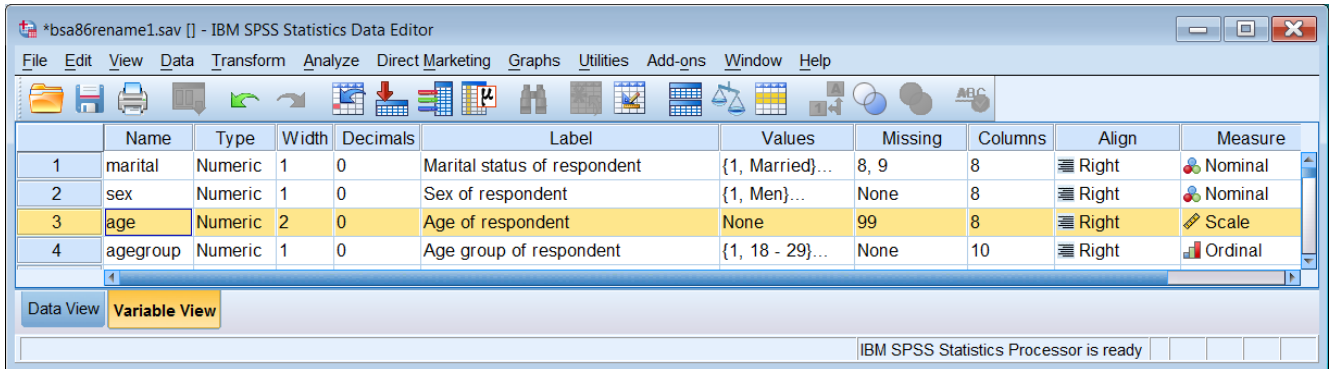 *bsa86rename1.sav [] - IBM SPSS Statistics Data Editor
File Edit View Data Transform Analyze Direct Marketing Graphs Utilities Add-ons Window Help
Name Type Width Decimals Label Values Missing Columns Align Measure
1 marital Numeric 1 0 Marital status of respondent {1, Married}... 8, 9 8 Right Nominal
2 sex Numeric 1 0 Sex of respondent {1, Men}... None 8 Right Nominal
3 age Numeric 2 0 Age of respondent None 99 8 Right Scale
4 agegroup Numeric 1 0 Age group of respondent {1, 18 - 29}... None 10 Right Ordinal
Data View Variable View
IBM SPSS Statistics Processor is ready